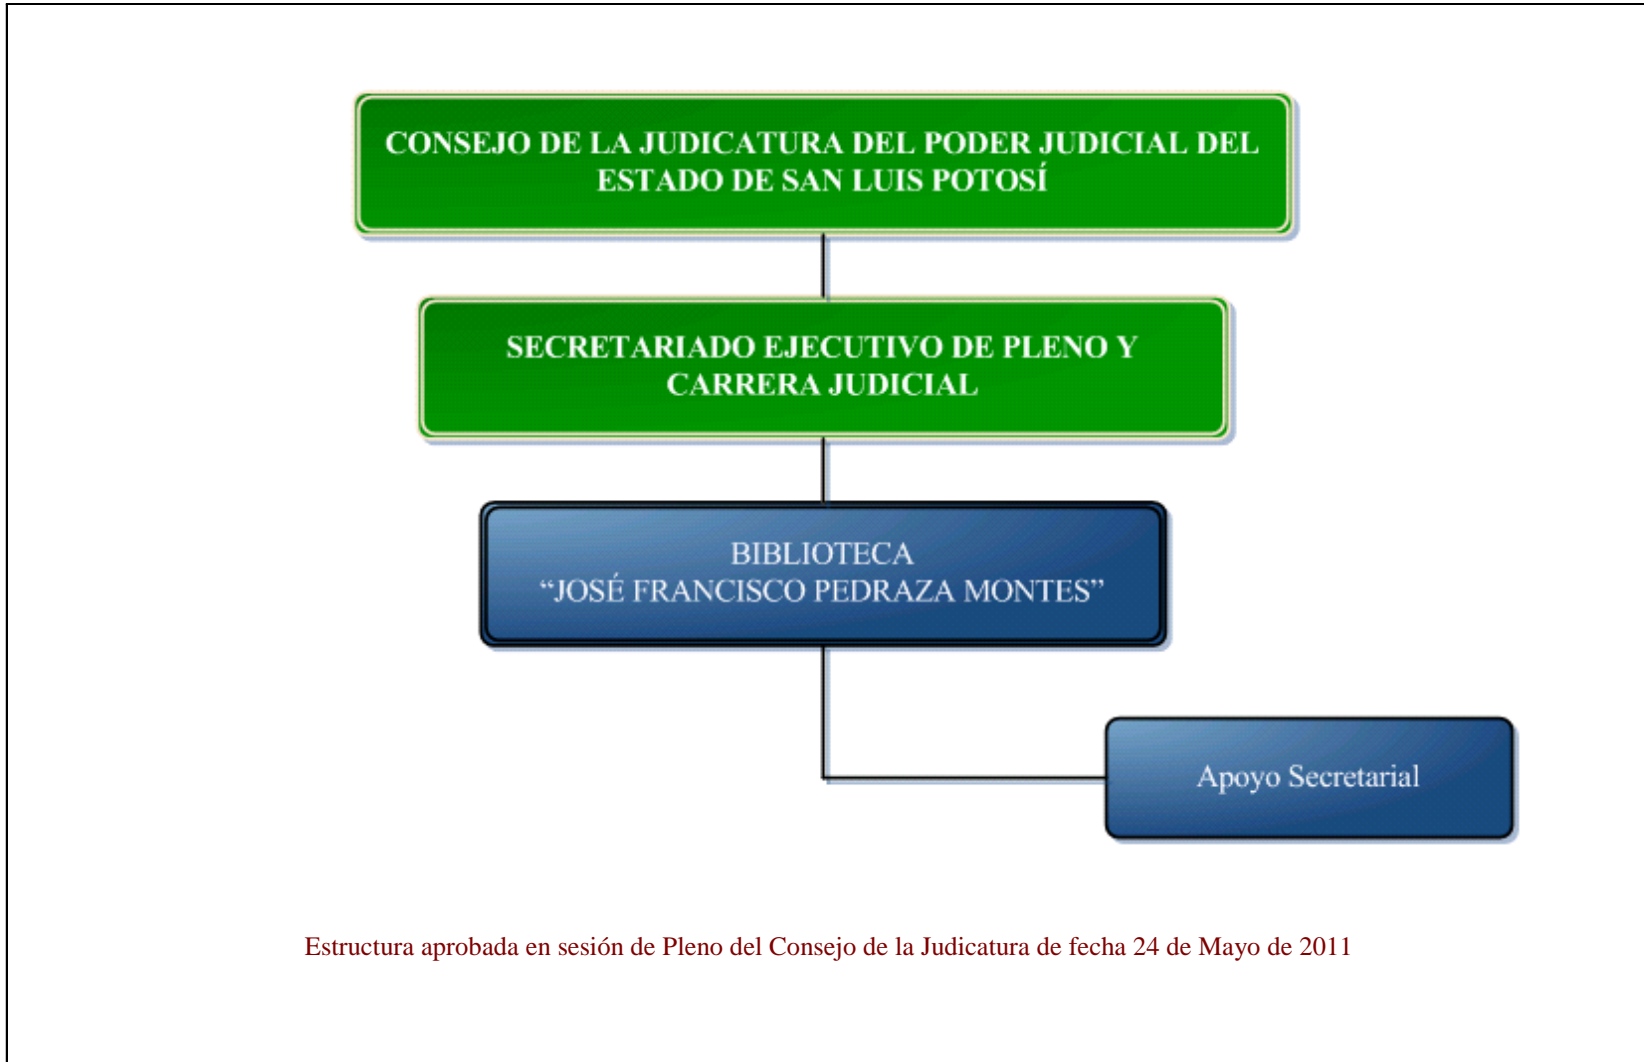 CONSEJO DE LA JUDICATURA DEL PODER JUDICIAL DEL
ESTADO DE SAN LUIS POTOSÍ
SECRETARIADO EJECUTIVO DE PLENO Y
CARRERA JUDICIAL
BIBLIOTECA
“JOSÉ FRANCISCO PEDRAZA MONTES”
Apoyo Secretarial
Estructura aprobada en sesión de Pleno del Consejo de la Judicatura de fecha 24 de Mayo de 2011